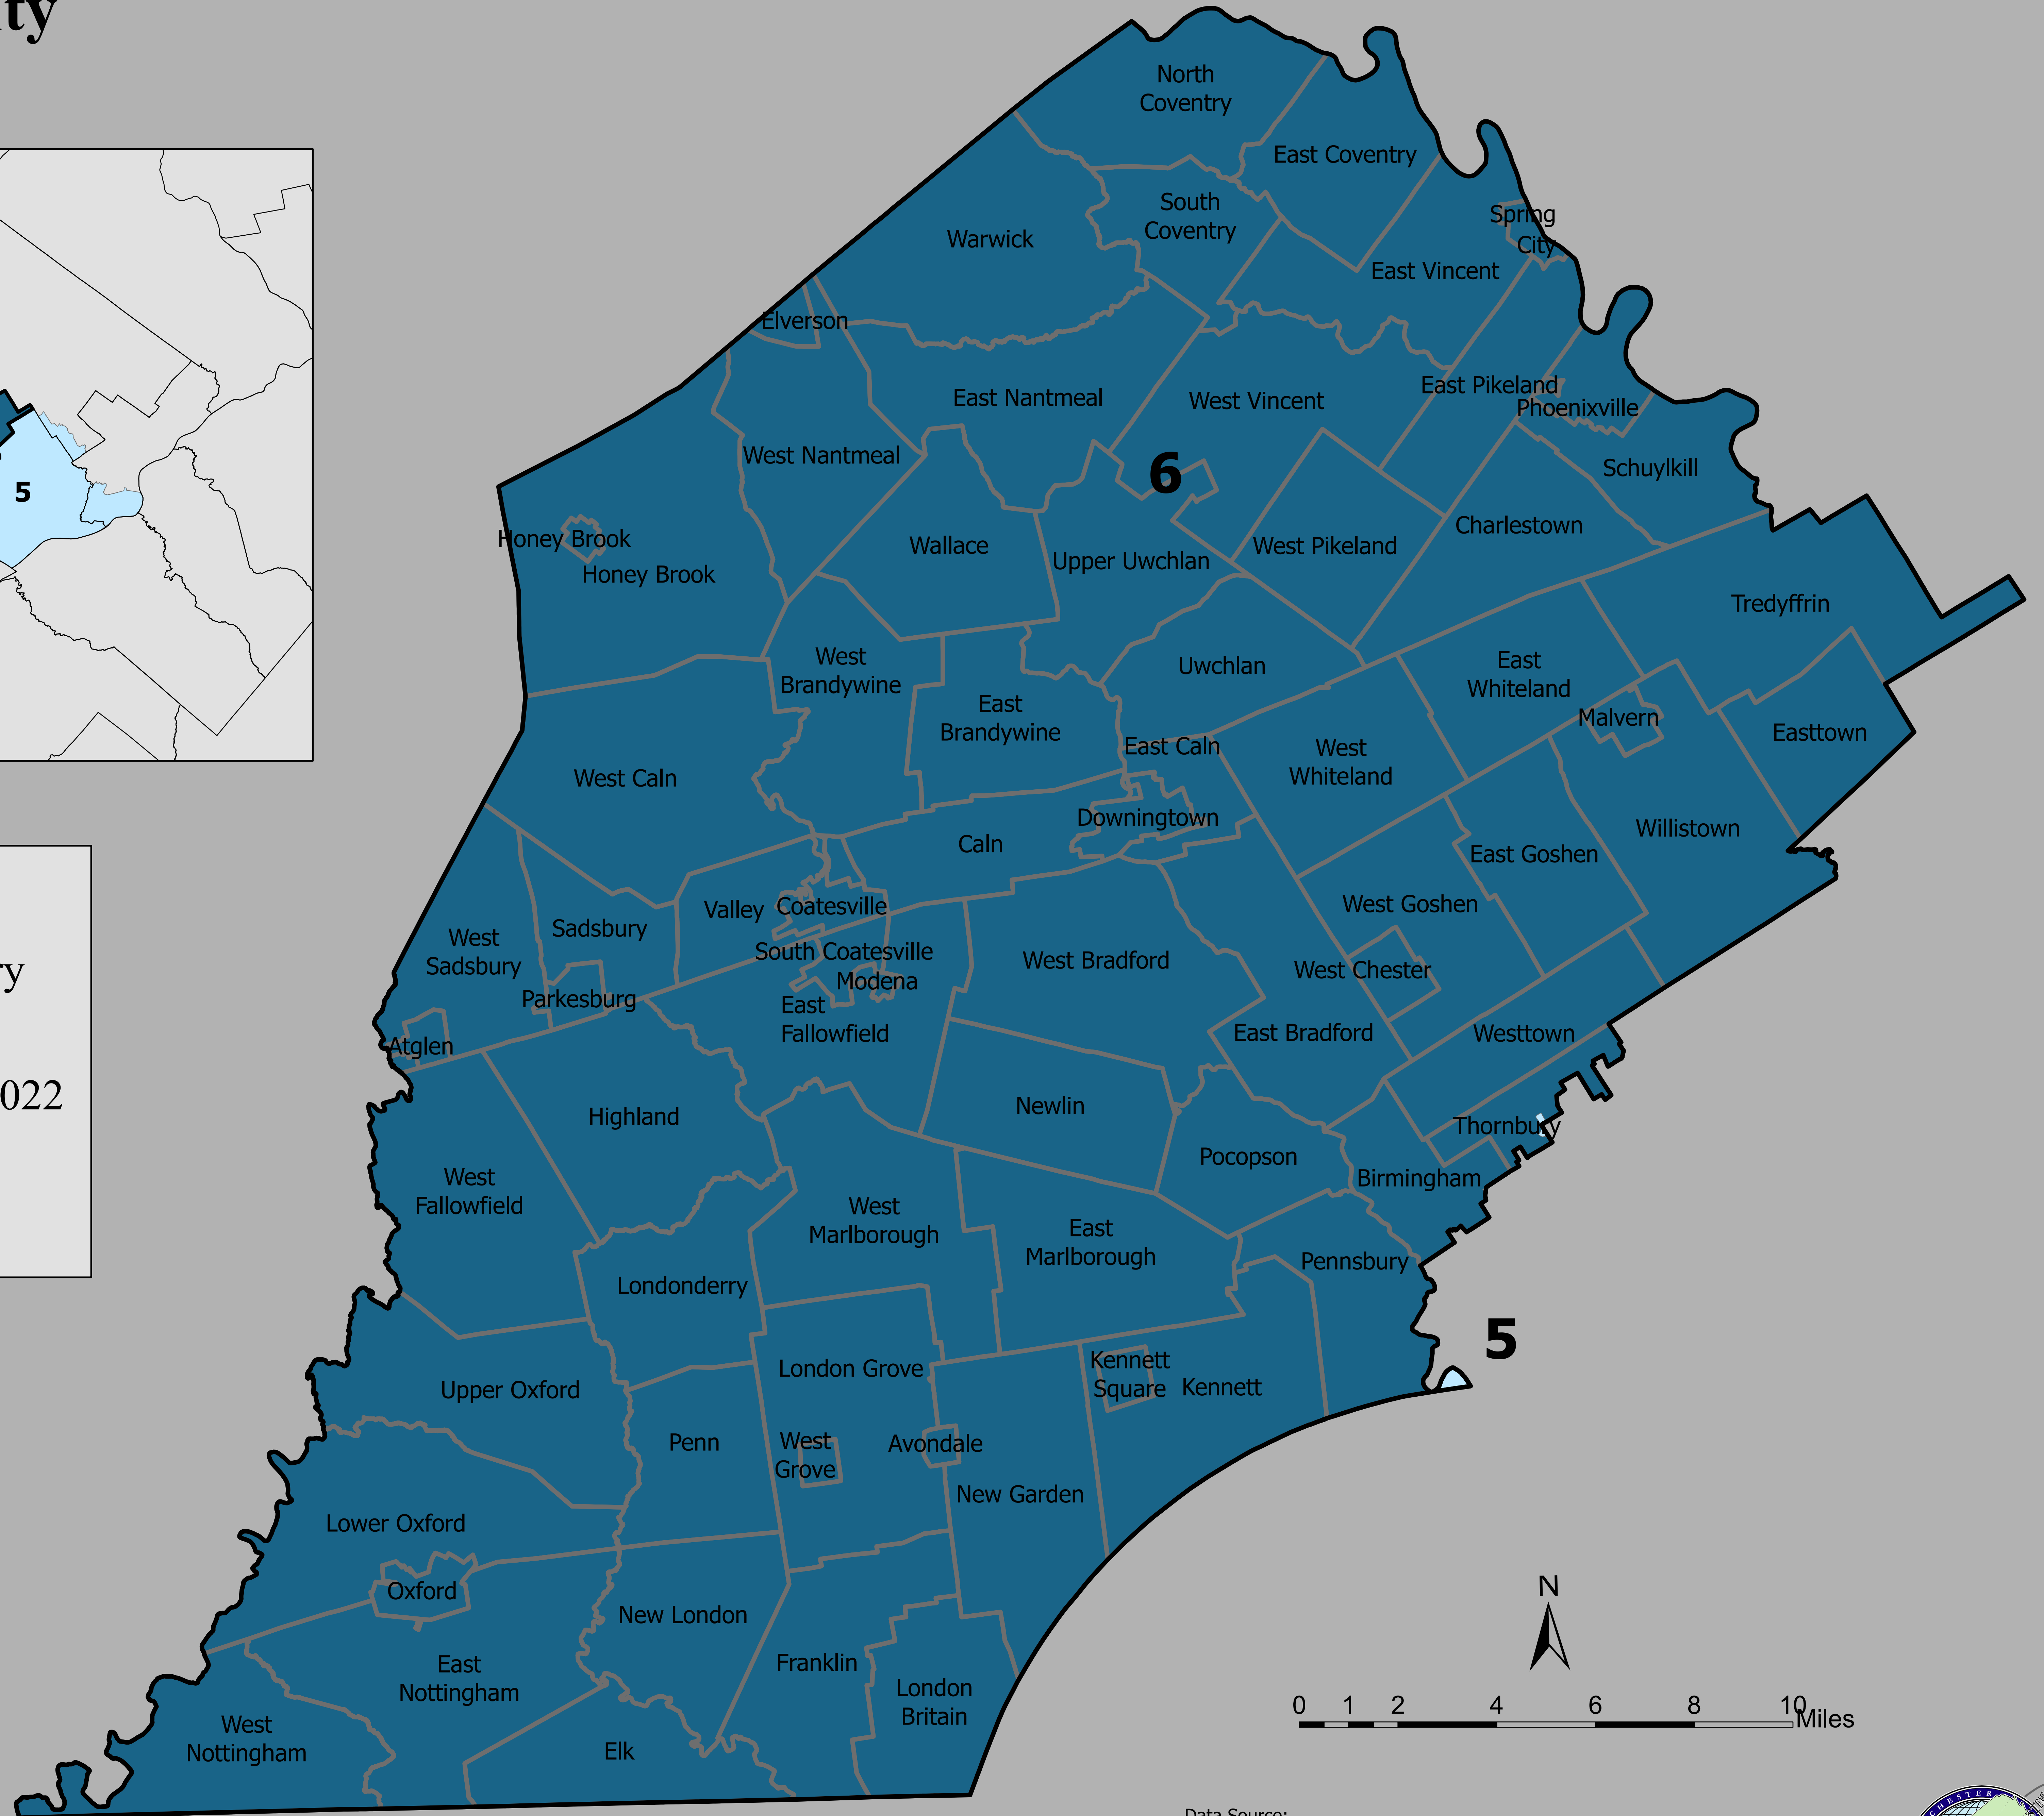 ty
North
Coventry
East Coventry
South
Coventry
Spring
City
Warwick
East Vincent
Elverson
East Pikeland
East Nantmeal
West Vincent
Phoenixville
West Nantmeal
6
Schuylkill
5
Charlestown
Honey Brook
Wallace
West Pikeland
Upper Uwchlan
Honey Brook
Tredyffrin
West
Brandywine
Uwchlan
East
Whiteland
East
Brandywine
Malvern
Easttown
East Caln
West
Whiteland
West Caln
Downingtown
Willistown
Caln
East Goshen
Valley
Coatesville
West Goshen
Sadsbury
West
Sadsbury
South Coatesville
West Bradford
ry
West Chester
Modena
Parkesburg
East
Fallowfield
East Bradford
Westtown
Atglen
022
Highland
Newlin
Thornbury
Pocopson
West
Fallowfield
Birmingham
West
Marlborough
East
Marlborough
Pennsbury
Londonderry
5
London Grove
Kennett
Square
Kennett
Upper Oxford
Penn
West
Grove
Avondale
New Garden
Lower Oxford
Oxford
N
New London
East
Nottingham
Franklin
London
Britain
0 1 2 4 6 8 10
Miles
West
Nottingham
Elk
Data Source:
CHESTER